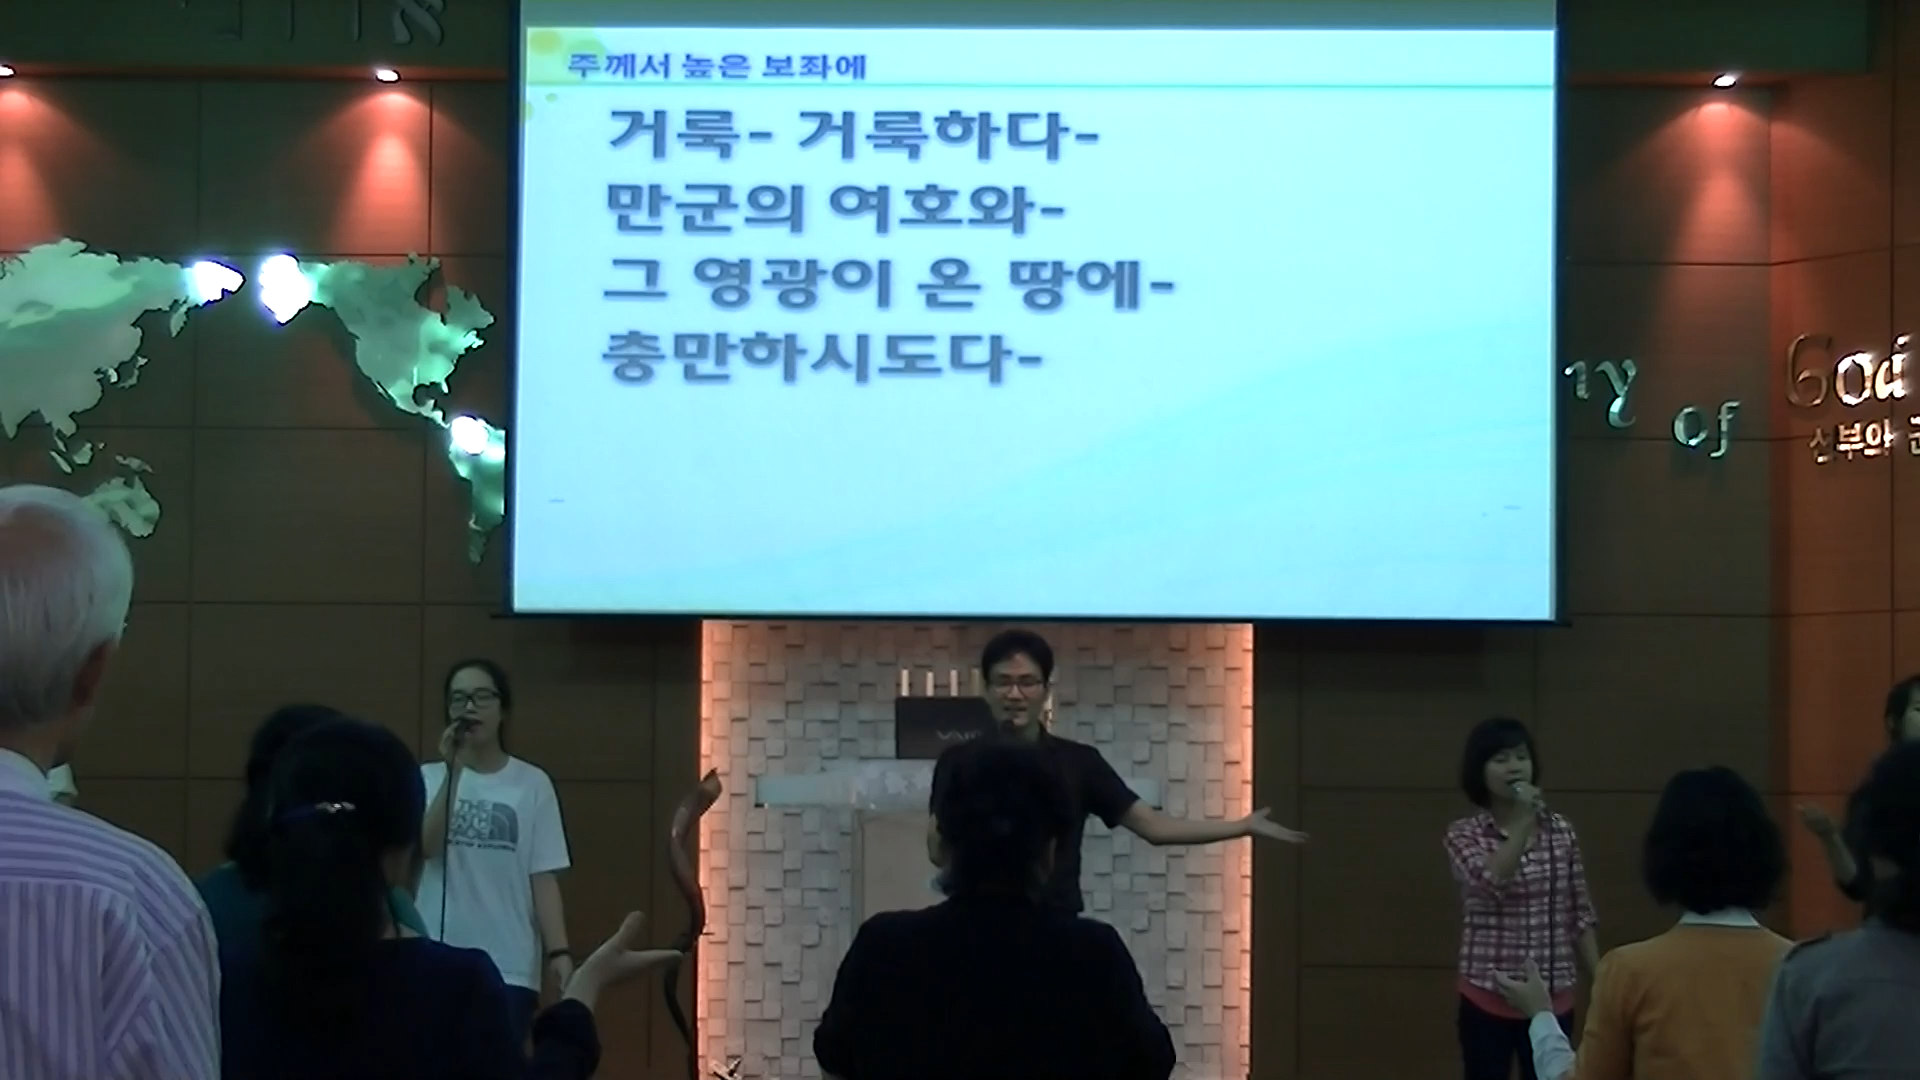 주께서 높은 보좌에
거룩- 거룩하다-
만군의 여호와-
그 영광이 온 땅에-
충만하시도다-
of God
신부와
THE
VAIO